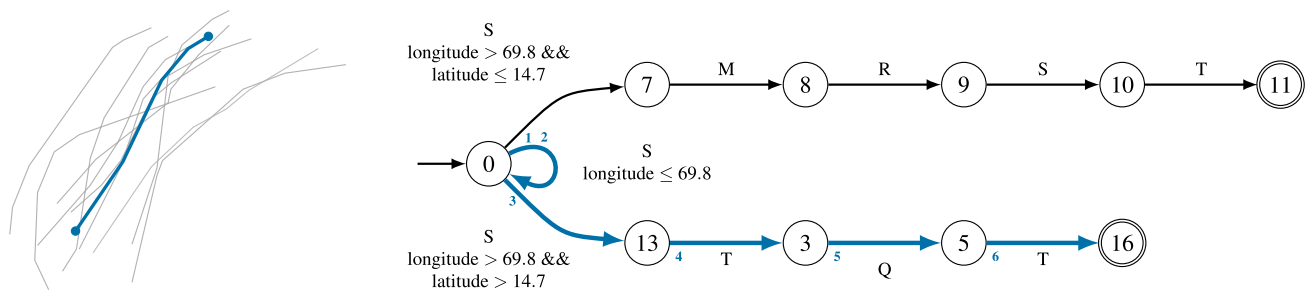 S
longitude > 69.8 &&
latitude ≤ 14.7
7 M 8 R 9 S 10 T 11
0 1 2
S
longitude ≤ 69.8
3
S
longitude > 69.8 &&
latitude > 14.7
13 4 T 3 5 Q 5 6 T 16